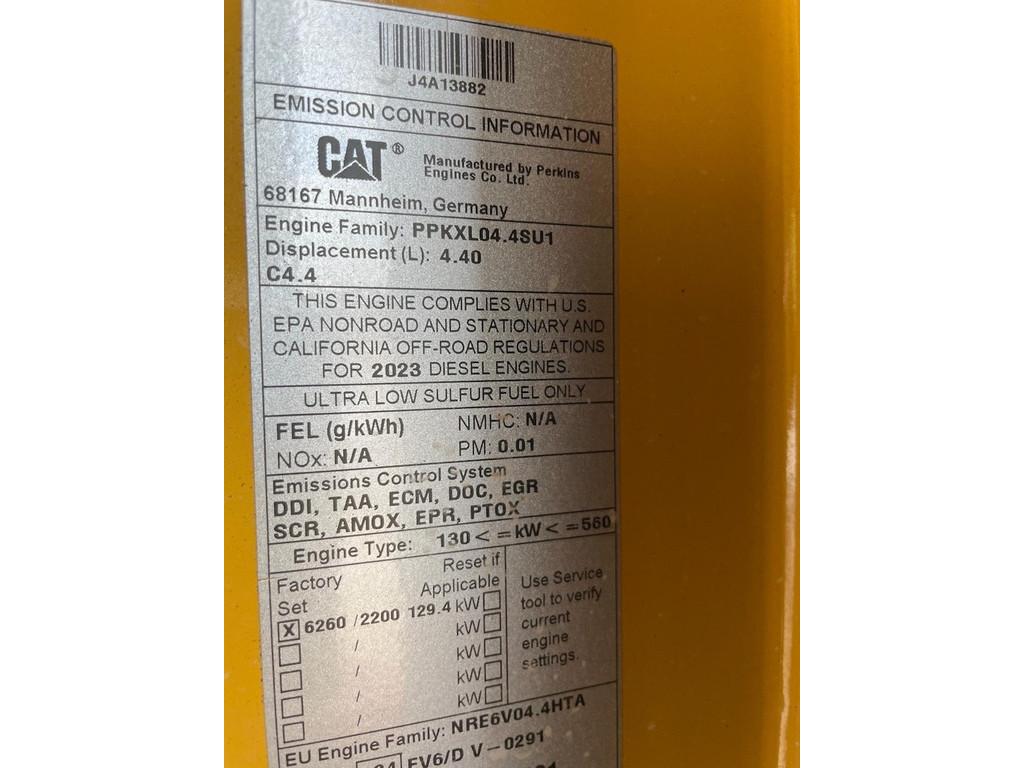 J4A13882
EMISSION CONTROL INFORMATION
CAT®
Manufactured by Perkins
Engines Co. Ltd.
68167 Mannheim, Germany
Engine Family: PPKXL04.4SU1
Displacement (L): 4.40
C4.4
THIS ENGINE COMPLIES WITH U.S.
EPA NONROAD AND STATIONARY AND
CALIFORNIA OFF-ROAD REGULATIONS
FOR 2023 DIESEL ENGINES.
ULTRA LOW SULFUR FUEL ONLY
FEL (g/kWh) NMHC: N/A
NOx: N/A PM: 0.01
Emissions Control System
DDI, TAA, ECM, DOC, EGR
SCR, AMOX, EPR, PTOX
Engine Type: 130 < = kW < = 560
Factory
Set
Reset if
Applicable
X 6260 / 2200 129.4 kW
/ kW
/ kW
/ kW
/ kW
Use Service
tool to verify
current
engine
settings.
EU Engine Family: NRE6V04.4HTA
EV6/D V-0291